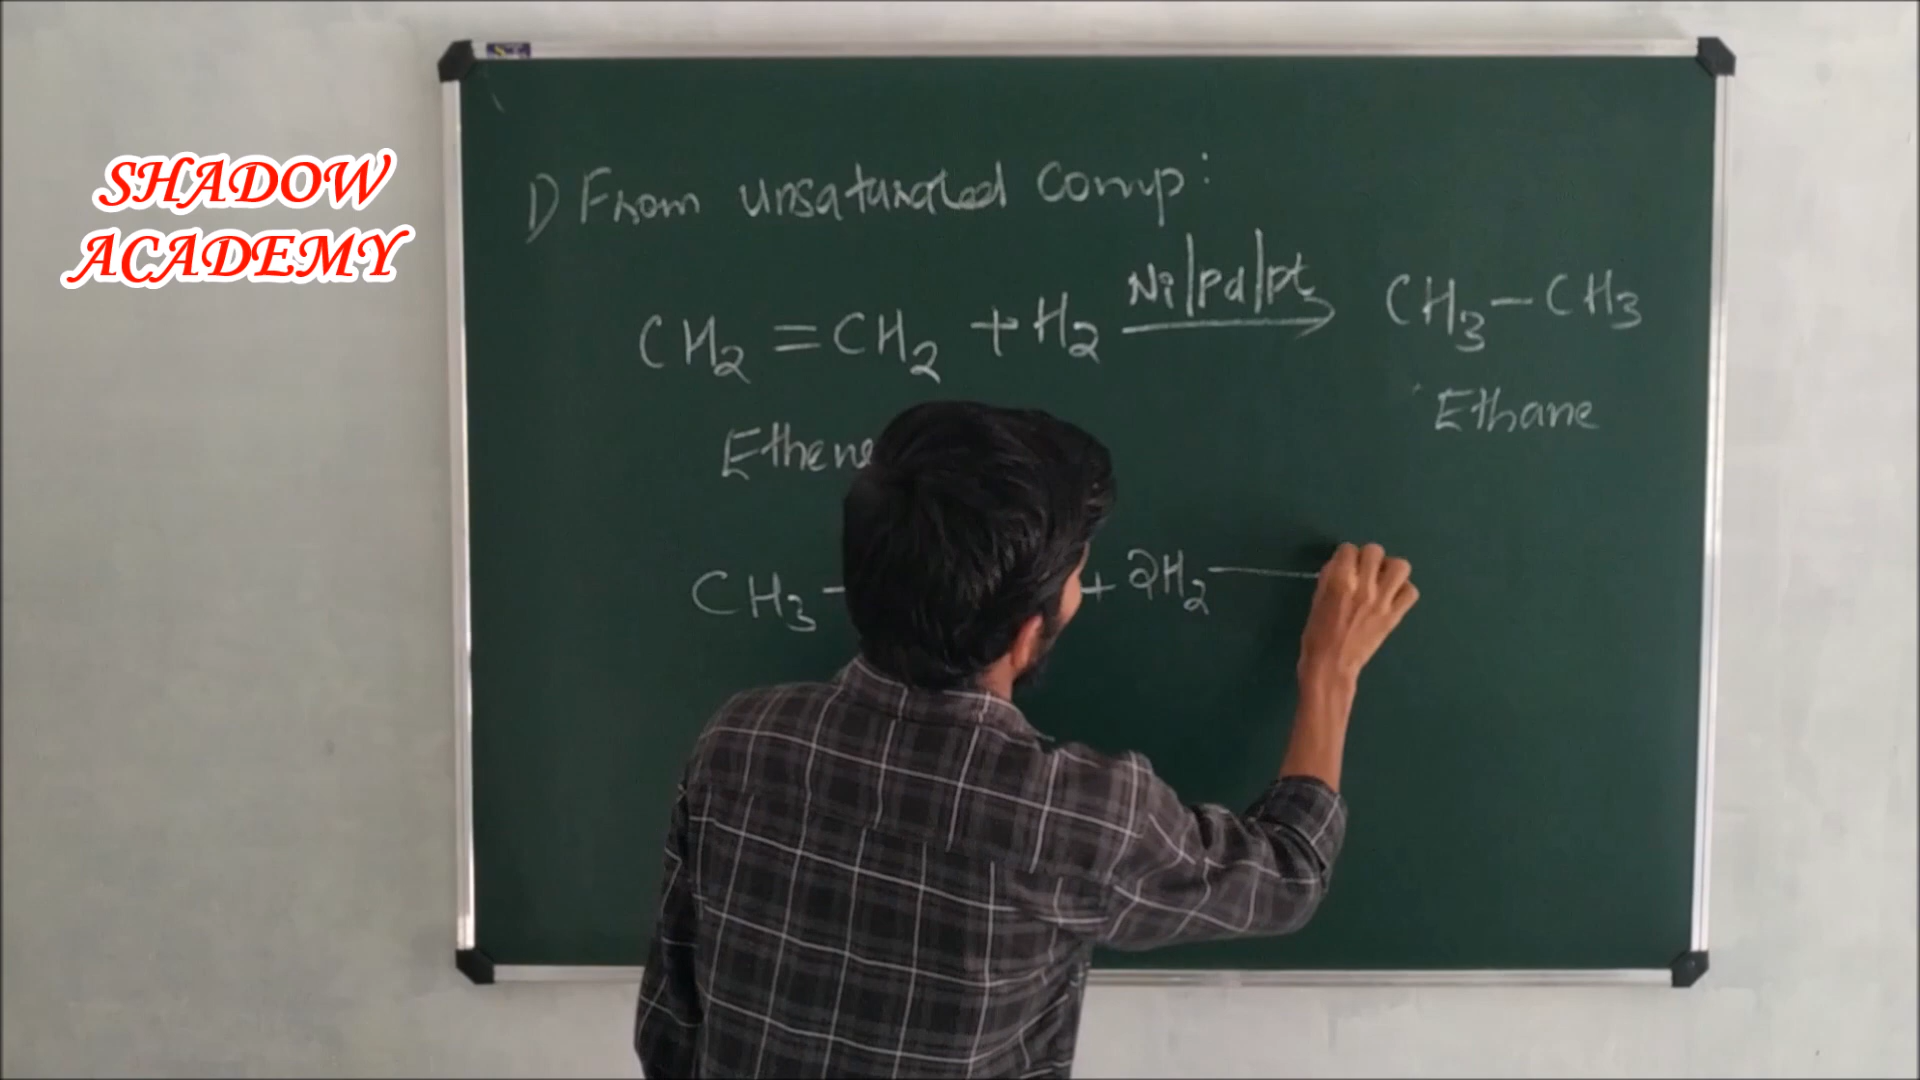 SHADOW
ACADEMY
1) From unsaturated Comp:
CH2 = CH2 + H2 Ni|Pd|pt CH3 - CH3
Ethene
Ethane
CH3 - + 2H2